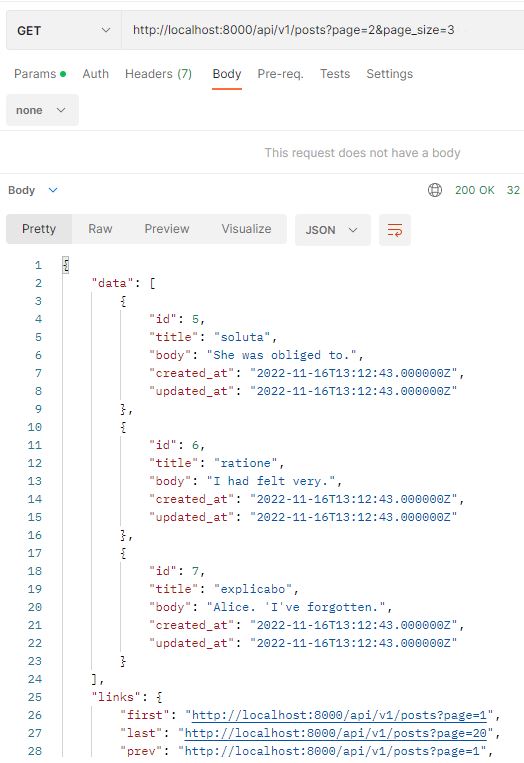 GET http://localhost:8000/api/v1/posts?page=2&page_size=3
Params Auth Headers (7) Body Pre-req. Tests Settings
none
This request does not have a body
Body 200 OK 32
Pretty Raw Preview Visualize JSON
1 {
2 "data": [
3 {
4 "id": 5,
5 "title": "soluta",
6 "body": "She was obliged to.",
7 "created_at": "2022-11-16T13:12:43.000000Z",
8 "updated_at": "2022-11-16T13:12:43.000000Z"
9 },
10 {
11 "id": 6,
12 "title": "ratione",
13 "body": "I had felt very.",
14 "created_at": "2022-11-16T13:12:43.000000Z",
15 "updated_at": "2022-11-16T13:12:43.000000Z"
16 },
17 {
18 "id": 7,
19 "title": "explicabo",
20 "body": "Alice. 'I've forgotten.",
21 "created_at": "2022-11-16T13:12:43.000000Z",
22 "updated_at": "2022-11-16T13:12:43.000000Z"
23 }
24 ],
25 "links": {
26 "first": "http://localhost:8000/api/v1/posts?page=1",
27 "last": "http://localhost:8000/api/v1/posts?page=20",
28 "prev": "http://localhost:8000/api/v1/posts?page=1",